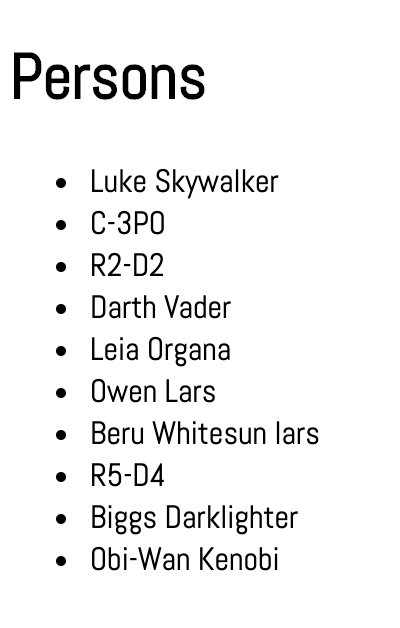 Persons
• Luke Skywalker
• C-3PO
• R2-D2
• Darth Vader
• Leia Organa
• Owen Lars
• Beru Whitesun lars
• R5-D4
• Biggs Darklighter
• Obi-Wan Kenobi